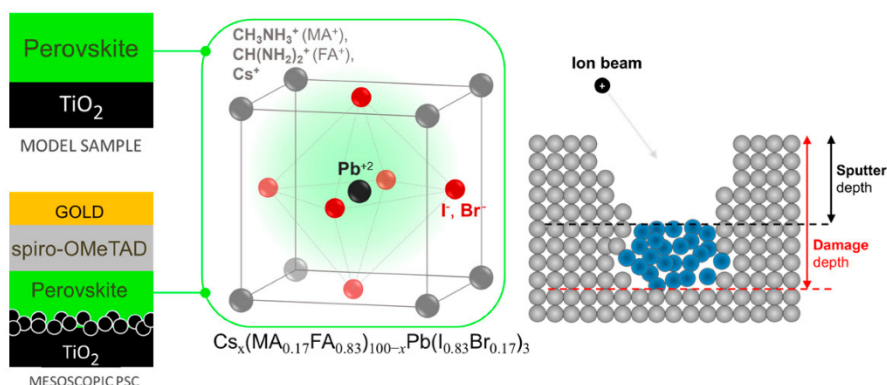 Perovskite
TiO₂
MODEL SAMPLE
GOLD
spiro-OMeTAD
Perovskite
TiO₂
MESOSCOPIC PSC
CH₃NH₃⁺ (MA⁺),
CH(NH₂)₂⁺ (FA⁺),
Cs⁺
Pb⁺²
I⁻, Br⁻
Csₓ(MA₀.₁₇FA₀.₈₃)₁₀₀₋ₓPb(I₀.₈₃Br₀.₁₇)₃
Ion beam
+
Sputter
depth
Damage
depth